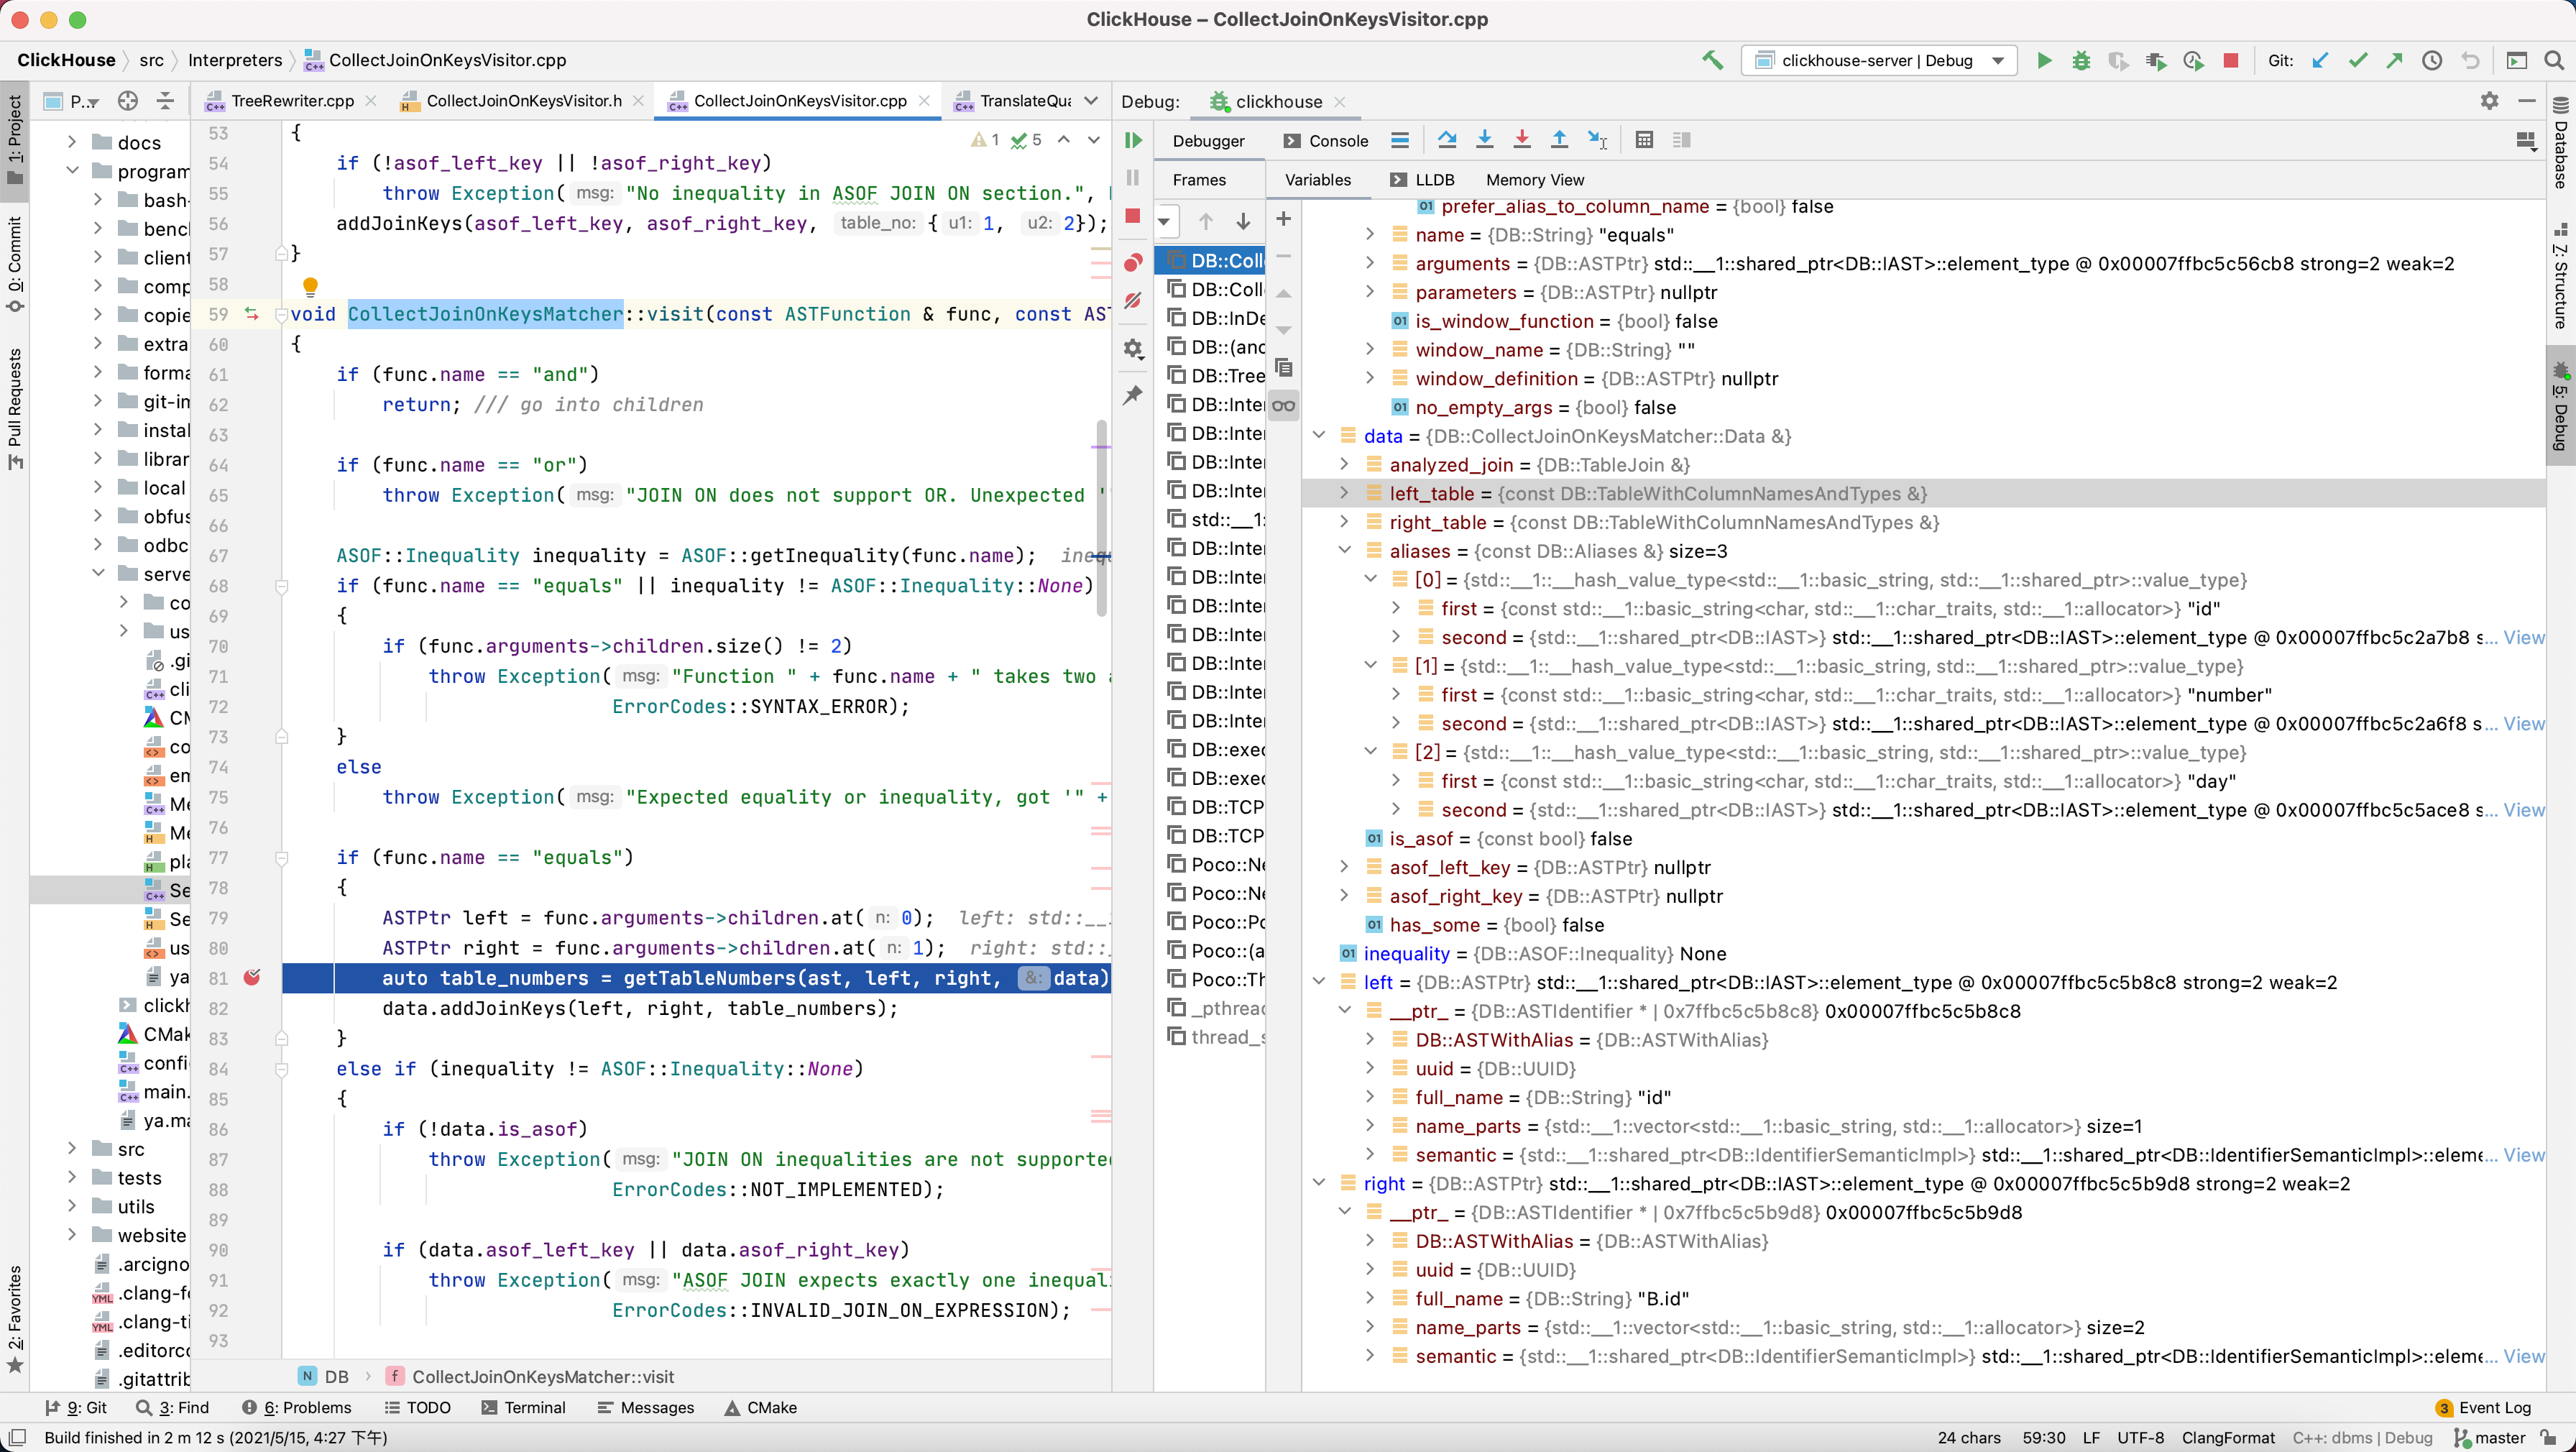 ClickHouse – CollectJoinOnKeysVisitor.cpp
ClickHouse src Interpreters CollectJoinOnKeysVisitor.cpp
clickhouse-server | Debug
Git:
1: Project
0: Commit
Pull Requests
2: Favorites
P...
docs
program
bash-
benc
client
comp
copie
extra
forma
git-in
instal
librar
local
obfus
odbc
serve
co
us
.gi
cli
CM
co
em
Me
Me
pla
Se
Se
us
ya
clickh
CMak
confi
main.
ya.ma
src
tests
utils
website
.arcigno
.clang-fo
.clang-ti
.editorco
.gitattrib
TreeRewriter.cpp CollectJoinOnKeysVisitor.h CollectJoinOnKeysVisitor.cpp TranslateQua
1 5
53 {
54 if (!asof_left_key || !asof_right_key)
55 throw Exception( msg: "No inequality in ASOF JOIN ON section.",
56 addJoinKeys(asof_left_key, asof_right_key, table_no: { u1: 1, u2: 2});
57 }
58
59 void CollectJoinOnKeysMatcher::visit(const ASTFunction & func, const AST
60 {
61 if (func.name == "and")
62 return; /// go into children
63
64 if (func.name == "or")
65 throw Exception( msg: "JOIN ON does not support OR. Unexpected '
66
67 ASOF::Inequality inequality = ASOF::getInequality(func.name); inequ
68 if (func.name == "equals" || inequality != ASOF::Inequality::None)
69 {
70 if (func.arguments->children.size() != 2)
71 throw Exception( msg: "Function " + func.name + " takes two a
72 ErrorCodes::SYNTAX_ERROR);
73 }
74 else
75 throw Exception( msg: "Expected equality or inequality, got '" +
76
77 if (func.name == "equals")
78 {
79 ASTPtr left = func.arguments->children.at( n: 0); left: std::__
80 ASTPtr right = func.arguments->children.at( n: 1); right: std::
81 auto table_numbers = getTableNumbers(ast, left, right, &: data)
82 data.addJoinKeys(left, right, table_numbers);
83 }
84 else if (inequality != ASOF::Inequality::None)
85 {
86 if (!data.is_asof)
87 throw Exception( msg: "JOIN ON inequalities are not supporte
88 ErrorCodes::NOT_IMPLEMENTED);
89
90 if (data.asof_left_key || data.asof_right_key)
91 throw Exception( msg: "ASOF JOIN expects exactly one inequal
92 ErrorCodes::INVALID_JOIN_ON_EXPRESSION);
93
N DB f CollectJoinOnKeysMatcher::visit
Debug: clickhouse
Debugger Console
Frames Variables LLDB Memory View
DB::Coll
DB::Coll
DB::InDe
DB::(ano
DB::Tree
DB::Inter
DB::Inter
DB::Inter
DB::Inter
std::__1:
DB::Inter
DB::Inter
DB::Inter
DB::Inter
DB::Inter
DB::Inter
DB::Inter
DB::exec
DB::exec
DB::TCP
DB::TCP
Poco::Ne
Poco::Ne
Poco::Po
Poco::(a
Poco::Th
_pthread
thread_s
prefer_alias_to_column_name = {bool} false
name = {DB::String} "equals"
arguments = {DB::ASTPtr} std::__1::shared_ptr<DB::IAST>::element_type @ 0x00007ffbc5c56cb8 strong=2 weak=2
parameters = {DB::ASTPtr} nullptr
is_window_function = {bool} false
window_name = {DB::String} ""
window_definition = {DB::ASTPtr} nullptr
no_empty_args = {bool} false
data = {DB::CollectJoinOnKeysMatcher::Data &}
analyzed_join = {DB::TableJoin &}
left_table = {const DB::TableWithColumnNamesAndTypes &}
right_table = {const DB::TableWithColumnNamesAndTypes &}
aliases = {const DB::Aliases &} size=3
[0] = {std::__1::__hash_value_type<std::__1::basic_string, std::__1::shared_ptr>::value_type}
first = {const std::__1::basic_string<char, std::__1::char_traits, std::__1::allocator>} "id"
second = {std::__1::shared_ptr<DB::IAST>} std::__1::shared_ptr<DB::IAST>::element_type @ 0x00007ffbc5c2a7b8 s... View
[1] = {std::__1::__hash_value_type<std::__1::basic_string, std::__1::shared_ptr>::value_type}
first = {const std::__1::basic_string<char, std::__1::char_traits, std::__1::allocator>} "number"
second = {std::__1::shared_ptr<DB::IAST>} std::__1::shared_ptr<DB::IAST>::element_type @ 0x00007ffbc5c2a6f8 s... View
[2] = {std::__1::__hash_value_type<std::__1::basic_string, std::__1::shared_ptr>::value_type}
first = {const std::__1::basic_string<char, std::__1::char_traits, std::__1::allocator>} "day"
second = {std::__1::shared_ptr<DB::IAST>} std::__1::shared_ptr<DB::IAST>::element_type @ 0x00007ffbc5c5ace8 s... View
is_asof = {const bool} false
asof_left_key = {DB::ASTPtr} nullptr
asof_right_key = {DB::ASTPtr} nullptr
has_some = {bool} false
inequality = {DB::ASOF::Inequality} None
left = {DB::ASTPtr} std::__1::shared_ptr<DB::IAST>::element_type @ 0x00007ffbc5c5b8c8 strong=2 weak=2
__ptr_ = {DB::ASTIdentifier * | 0x7ffbc5c5b8c8} 0x00007ffbc5c5b8c8
DB::ASTWithAlias = {DB::ASTWithAlias}
uuid = {DB::UUID}
full_name = {DB::String} "id"
name_parts = {std::__1::vector<std::__1::basic_string, std::__1::allocator>} size=1
semantic = {std::__1::shared_ptr<DB::IdentifierSemanticImpl>} std::__1::shared_ptr<DB::IdentifierSemanticImpl>::eleme... View
right = {DB::ASTPtr} std::__1::shared_ptr<DB::IAST>::element_type @ 0x00007ffbc5c5b9d8 strong=2 weak=2
__ptr_ = {DB::ASTIdentifier * | 0x7ffbc5c5b9d8} 0x00007ffbc5c5b9d8
DB::ASTWithAlias = {DB::ASTWithAlias}
uuid = {DB::UUID}
full_name = {DB::String} "B.id"
name_parts = {std::__1::vector<std::__1::basic_string, std::__1::allocator>} size=2
semantic = {std::__1::shared_ptr<DB::IdentifierSemanticImpl>} std::__1::shared_ptr<DB::IdentifierSemanticImpl>::eleme... View
Database
7: Structure
5: Debug
9: Git 3: Find 6: Problems TODO Terminal Messages CMake 3 Event Log
Build finished in 2 m 12 s (2021/5/15, 4:27 下午) 24 chars 59:30 LF UTF-8 ClangFormat C++: dbms | Debug master